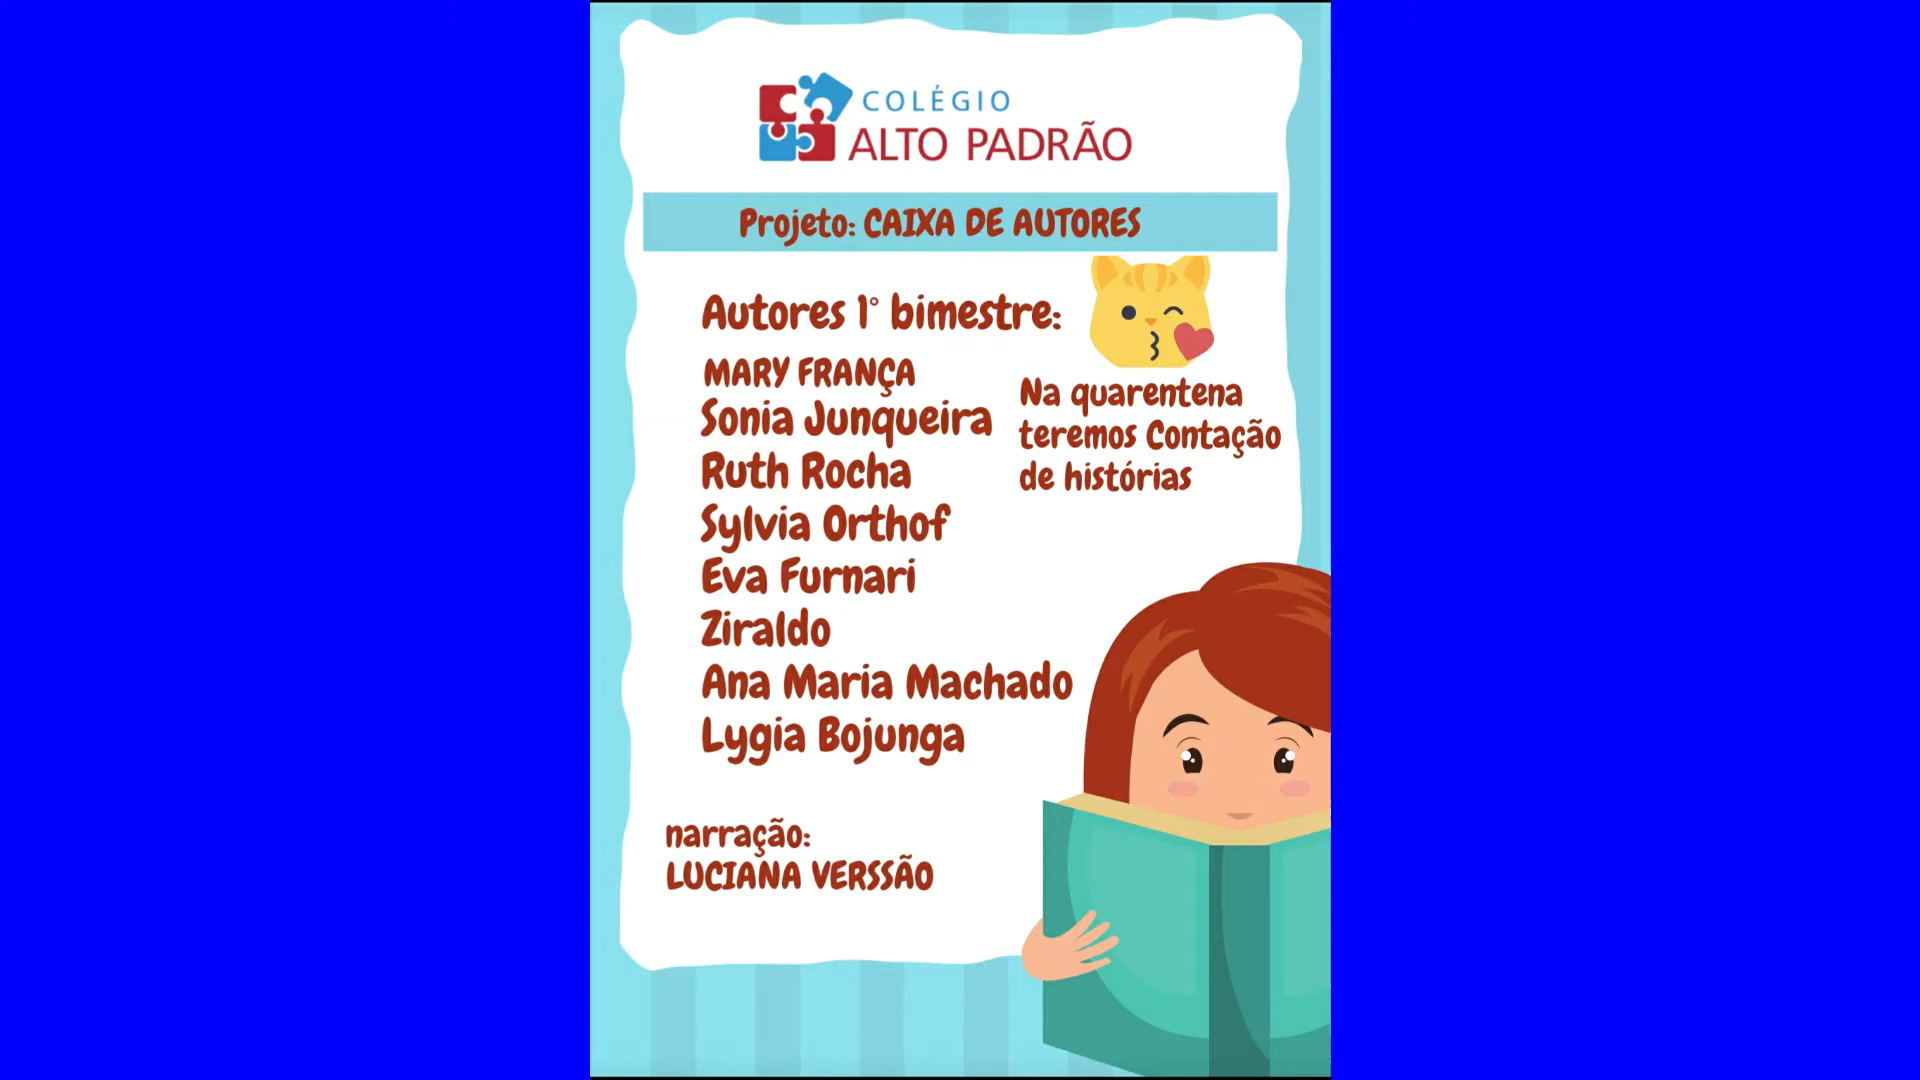 COLÉGIO
ALTO PADRÃO
Projeto: CAIXA DE AUTORES
Autores 1° bimestre:
MARY FRANÇA
Sonia Junqueira
Ruth Rocha
Sylvia Orthof
Eva Furnari
Ziraldo
Ana Maria Machado
Lygia Bojunga
Na quarentena
teremos Contação
de histórias
narração:
LUCIANA VERSSÃO